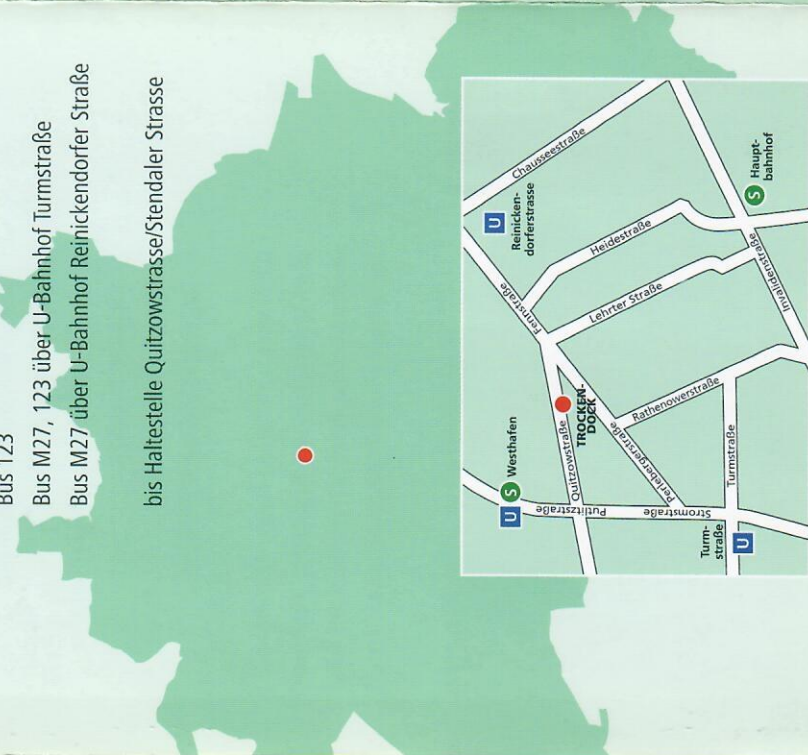 Bus 123
Bus M27, 123 über U-Bahnhof Turmstraße
Bus M27 über U-Bahnhof Reinickendorfer Straße
bis Haltestelle Quitzowstrasse/Stendaler Strasse
Chausseestraße
U
Reinicken-
dorferstrasse
Fennstraße
Heidestraße
Lehrter Straße
S
Haupt-
bahnhof
Invalidenstraße
U S Westhafen
Quitzowstraße
TROCKEN-
DOCK
Perlebergerstraße
Rathenowerstraße
Putlitzstraße
Stromstraße
Turmstraße
Turm-
straße
U